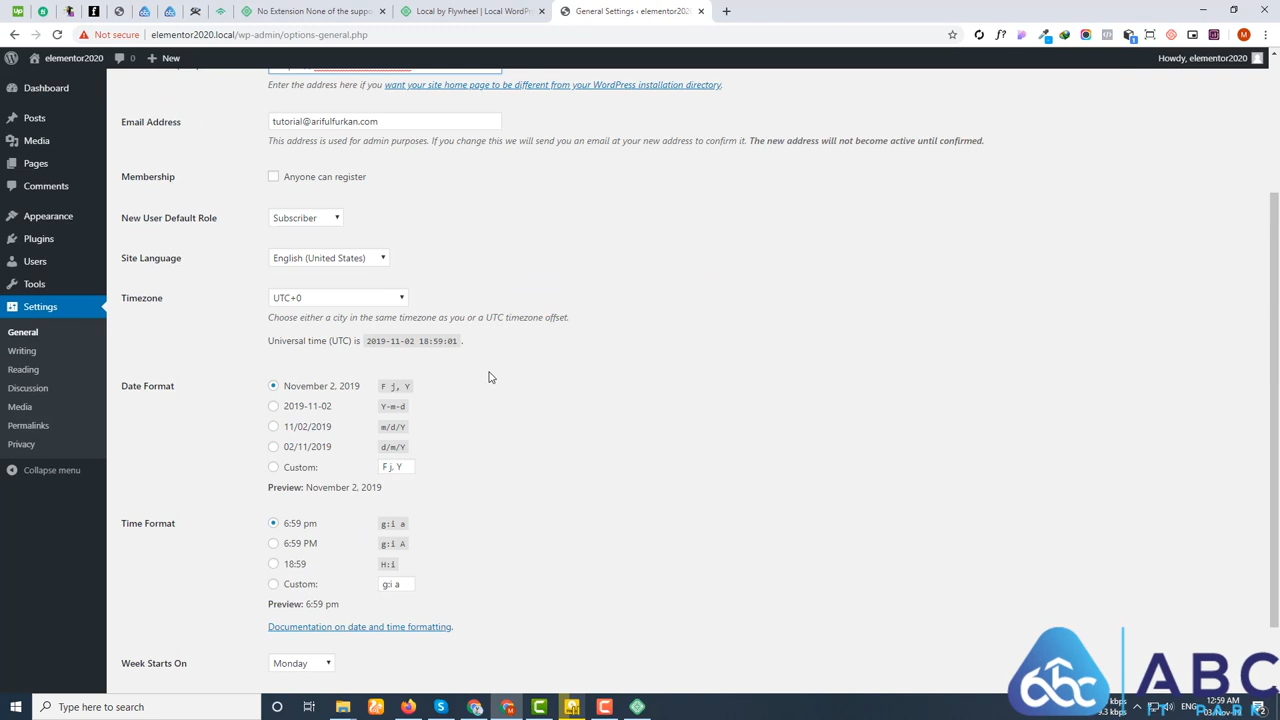 Up
No Extension None of the suppo
Local by Flywheel | Local WordPr
General Settings ‹ elementor2020
Not secure
elementor2020.local/wp-admin/options-general.php
M
elementor2020
0
New
Howdy, elementor2020
Enter the address here if you want your site home page to be different from your WordPress installation directory.
Dashboard
Posts
Media
Pages
Comments
Appearance
Plugins
Users
Tools
Settings
General
Writing
Reading
Discussion
Media
Permalinks
Privacy
Collapse menu
Email Address
tutorial@arifulfurkan.com
This address is used for admin purposes. If you change this we will send you an email at your new address to confirm it. The new address will not become active until confirmed.
Membership
Anyone can register
New User Default Role
Subscriber
Site Language
English (United States)
Timezone
UTC+0
Choose either a city in the same timezone as you or a UTC timezone offset.
Universal time (UTC) is 2019-11-02 18:59:01.
Date Format
November 2, 2019 F j, Y
2019-11-02 Y-m-d
11/02/2019 m/d/Y
02/11/2019 d/m/Y
Custom: F j, Y
Preview: November 2, 2019
Time Format
6:59 pm g:i a
6:59 PM g:i A
18:59 H:i
Custom: g:i a
Preview: 6:59 pm
Documentation on date and time formatting.
Week Starts On
Monday
abc
ABC
PARK
Type here to search
kbps
kbps
ENG
12:59 AM